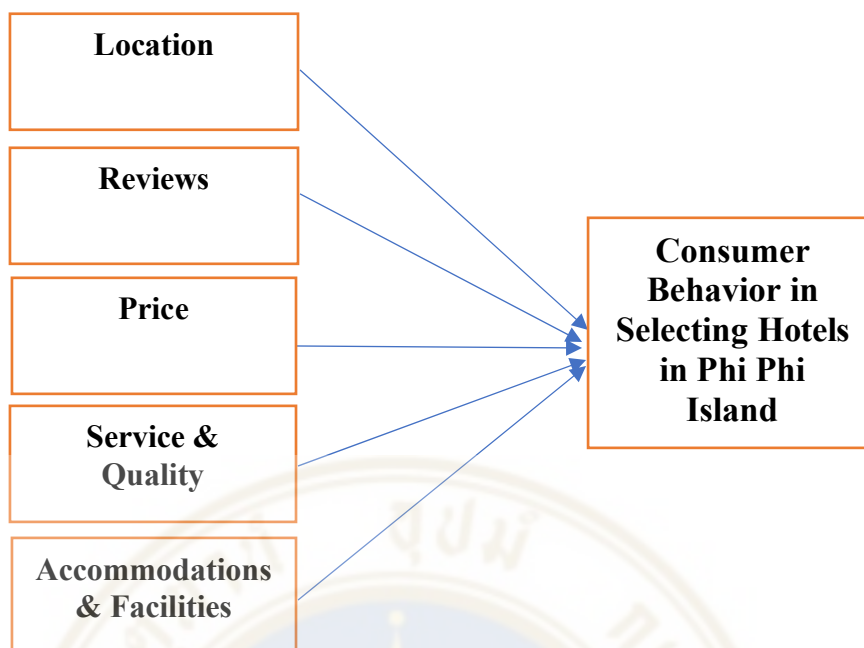 Location
Reviews
Price
Service &
Quality
Accommodations
& Facilities
Consumer
Behavior in
Selecting Hotels
in Phi Phi
Island